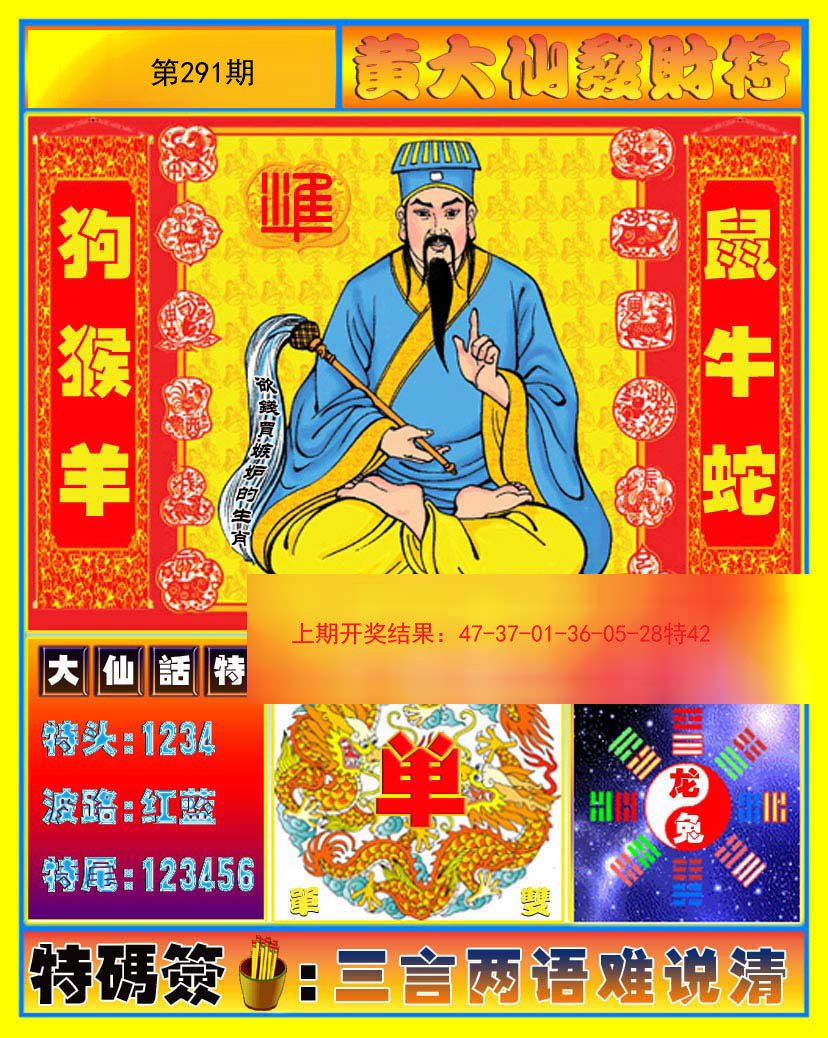 第291期
黄大仙發財符
狗猴羊
鼠牛蛇
欲錢買嫉妒的生肖
上期开奖结果：47-37-01-36-05-28特42
大仙話特
特头:1234
波路:红蓝
特尾:123456
单
單 雙
龙
兔
特碼簽:三言两语难说清